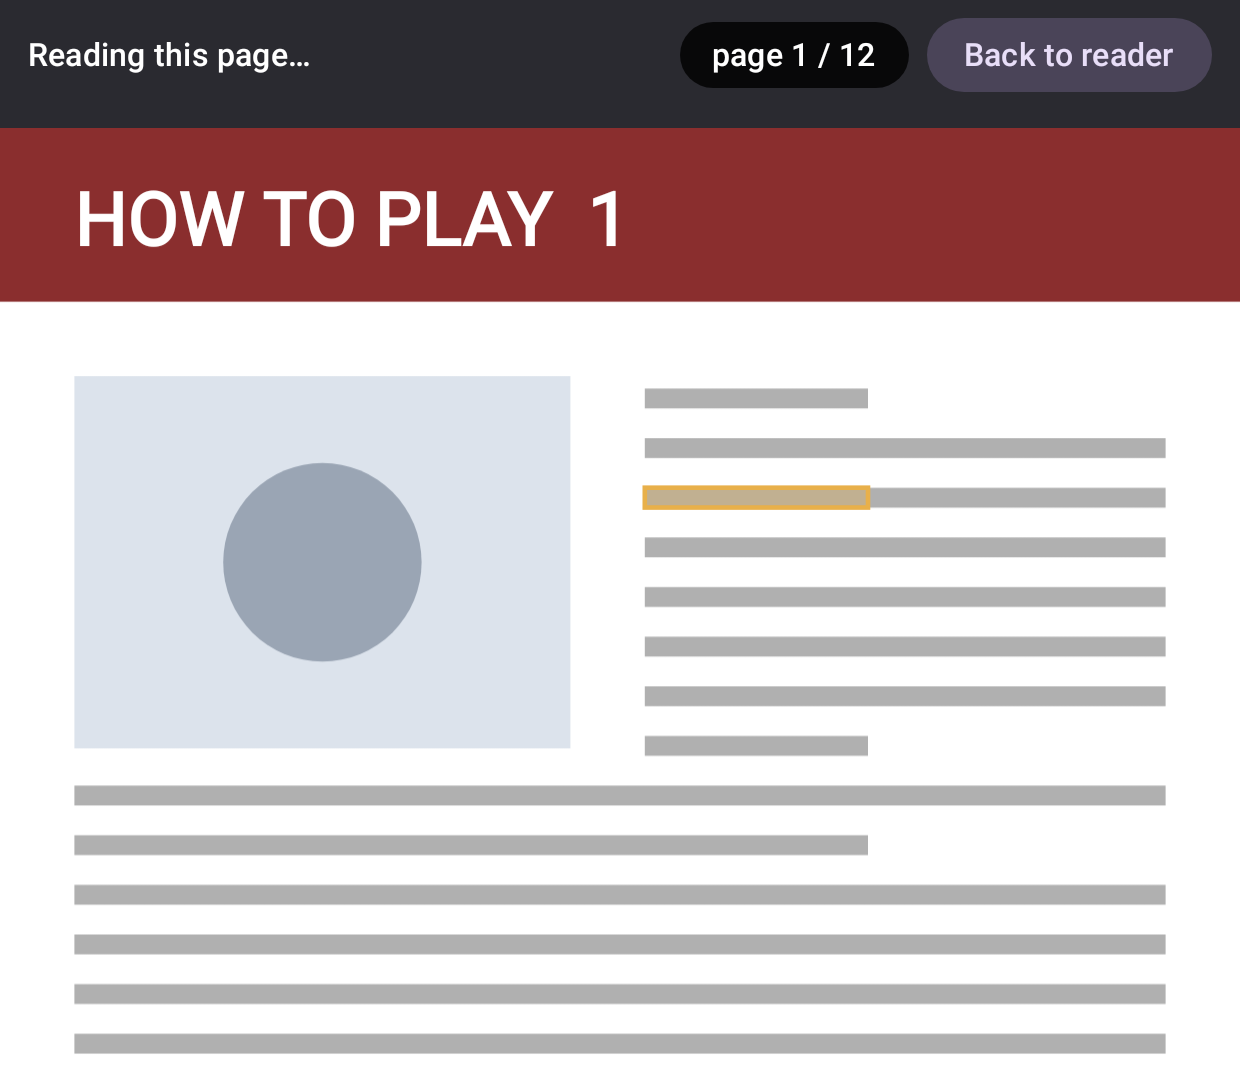 Reading this page…
page 1 / 12
Back to reader
HOW TO PLAY 1